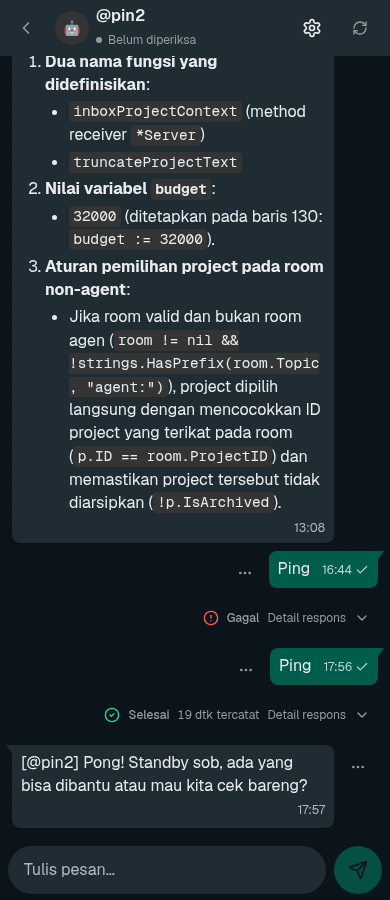 @pin2
Belum diperiksa
1. Dua nama fungsi yang
didefinisikan:
• inboxProjectContext (method
receiver *Server)
• truncateProjectText
2. Nilai variabel budget:
• 32000 (ditetapkan pada baris 130:
budget := 32000).
3. Aturan pemilihan project pada room
non-agent:
• Jika room valid dan bukan room
agen (room != nil &&
!strings.HasPrefix(room.Topic
, "agent:")), project dipilih
langsung dengan mencocokkan ID
project yang terikat pada room
(p.ID == room.ProjectID) dan
memastikan project tersebut tidak
diarsipkan (!p.IsArchived).
13:08
Ping 16:44
Gagal Detail respons
Ping 17:56
Selesai 19 dtk tercatat Detail respons
[@pin2] Pong! Standby sob, ada yang
bisa dibantu atau mau kita cek bareng?
17:57
Tulis pesan...